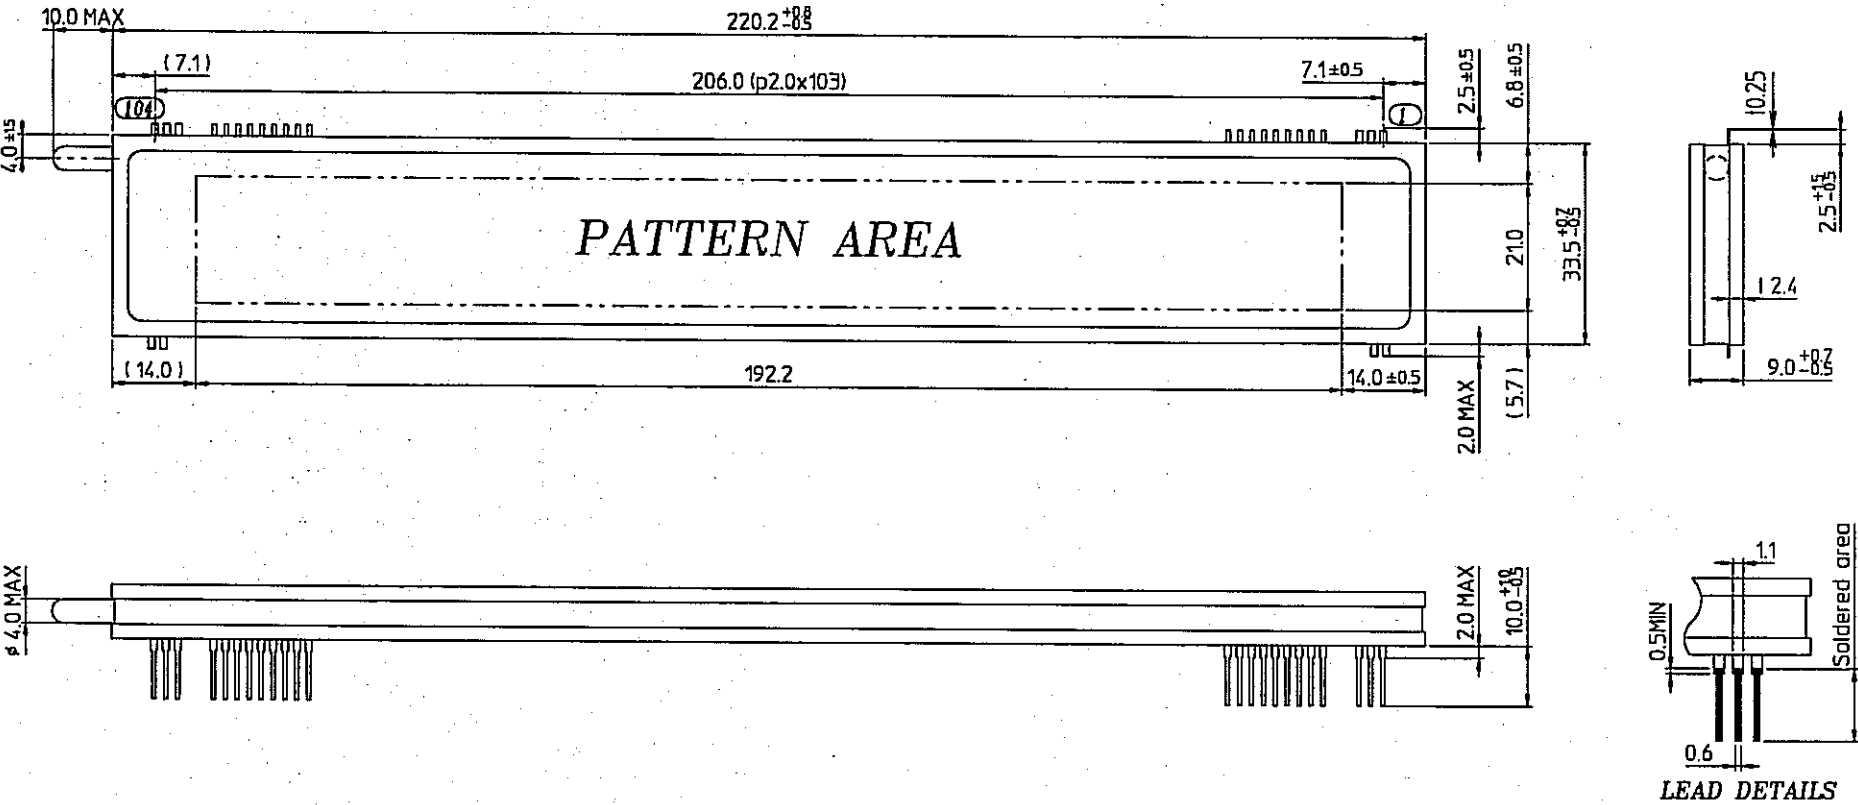 10.0 MAX
220.2 +0.8 -0.5
(7.1)
206.0 (p2.0x103)
7.1±0.5
2.5±0.5
6.8±0.5
104
1
4.0±1.5
PATTERN AREA
21.0
33.5 +0.7 -0.5
(14.0)
192.2
14.0±0.5
2.0 MAX
(5.7)
10.25
2.5 +1.5 -0.5
12.4
9.0 +0.7 -0.5
ø 4.0 MAX
2.0 MAX
10.0 +1.0 -0.5
1.1
0.5MIN
Soldered area
0.6
LEAD DETAILS